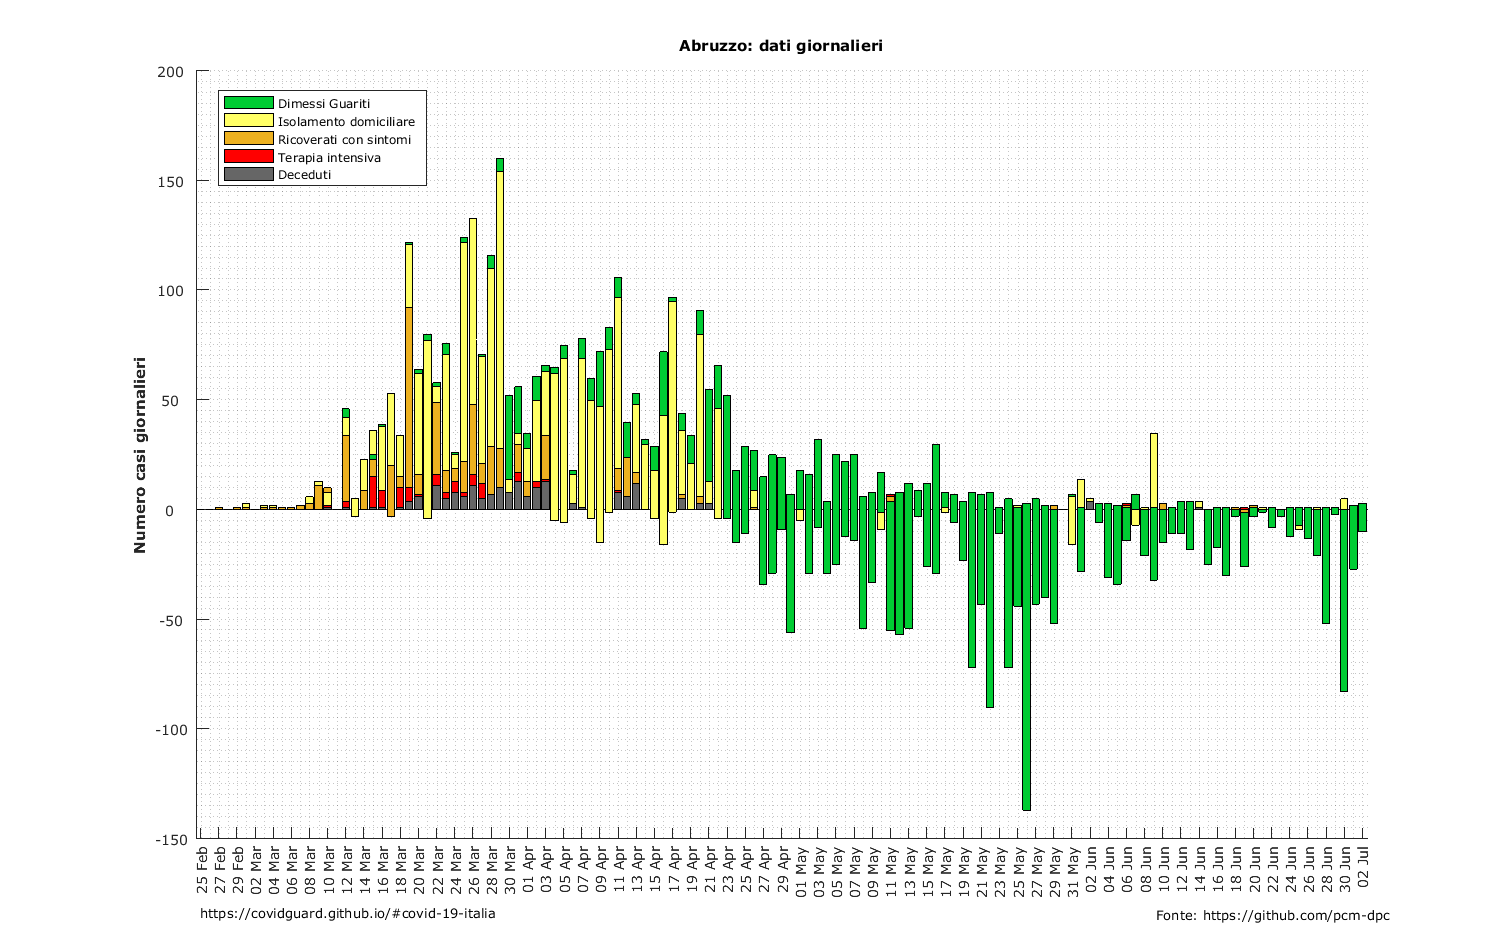 Abruzzo: dati giornalieri
200
150
100
50
0
-50
-100
-150
Numero casi giornalieri
Dimessi Guariti
Isolamento domiciliare
Ricoverati con sintomi
Terapia intensiva
Deceduti
25 Feb
27 Feb
29 Feb
02 Mar
04 Mar
06 Mar
08 Mar
10 Mar
12 Mar
14 Mar
16 Mar
18 Mar
20 Mar
22 Mar
24 Mar
26 Mar
28 Mar
30 Mar
01 Apr
03 Apr
05 Apr
07 Apr
09 Apr
11 Apr
13 Apr
15 Apr
17 Apr
19 Apr
21 Apr
23 Apr
25 Apr
27 Apr
29 Apr
01 May
03 May
05 May
07 May
09 May
11 May
13 May
15 May
17 May
19 May
21 May
23 May
25 May
27 May
29 May
31 May
02 Jun
04 Jun
06 Jun
08 Jun
10 Jun
12 Jun
14 Jun
16 Jun
18 Jun
20 Jun
22 Jun
24 Jun
26 Jun
28 Jun
30 Jun
02 Jul
https://covidguard.github.io/#covid-19-italia
Fonte: https://github.com/pcm-dpc